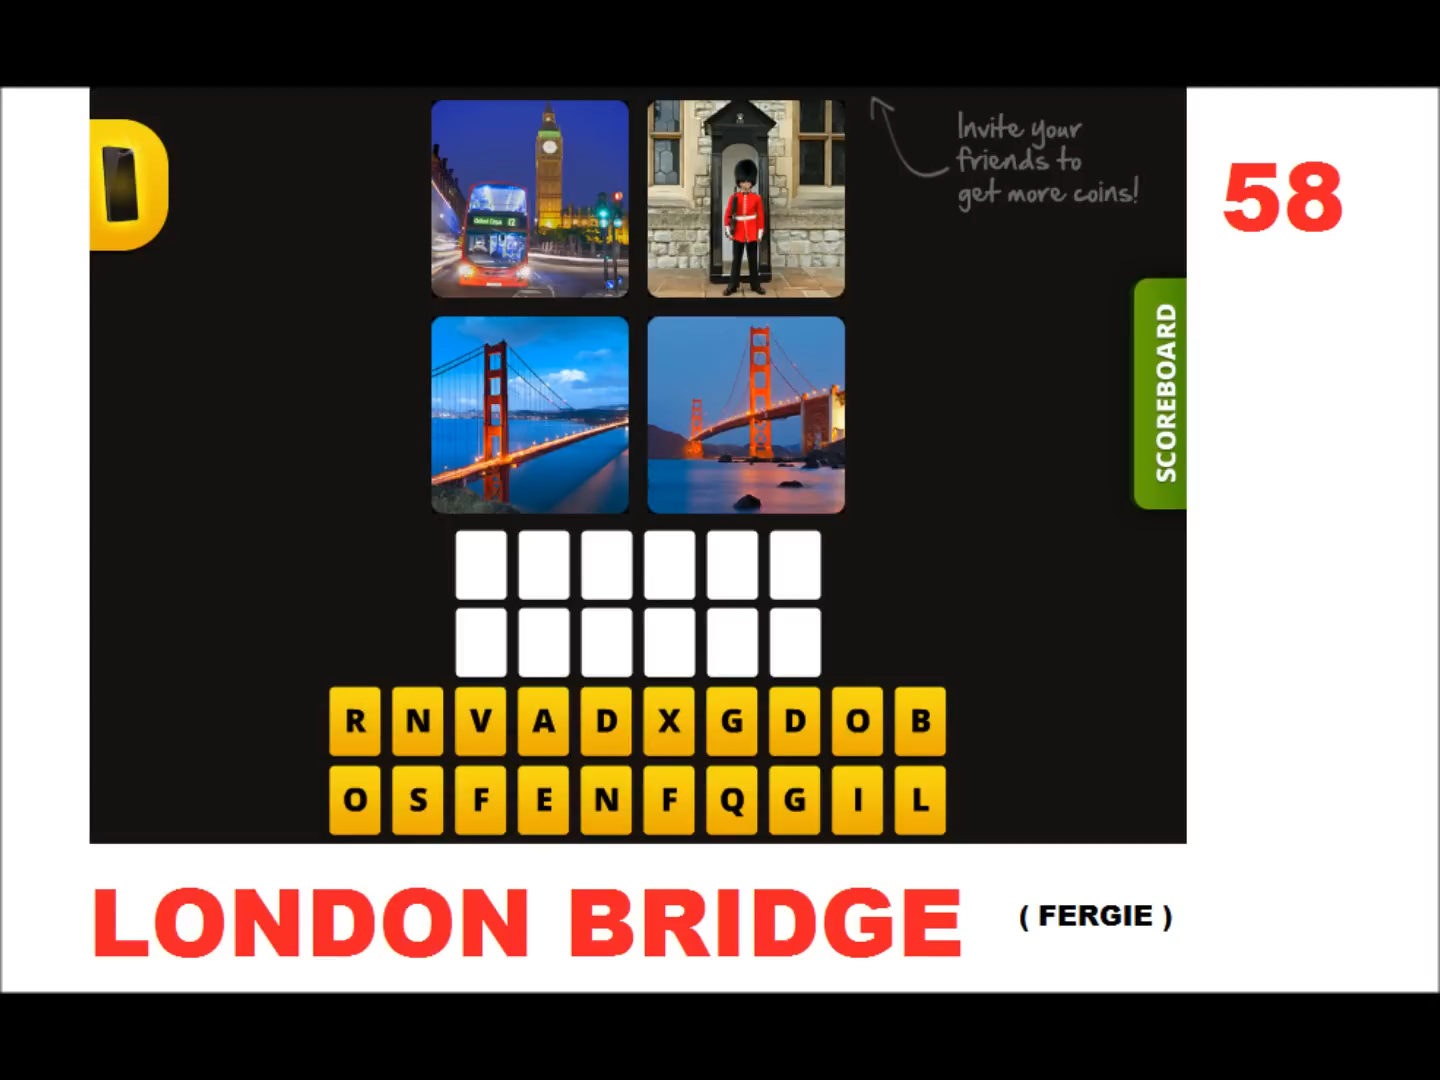 Invite your
friends to
get more coins!
58
SCOREBOARD
R N V A D X G D O B
O S F E N F Q G I L
LONDON BRIDGE ( FERGIE )